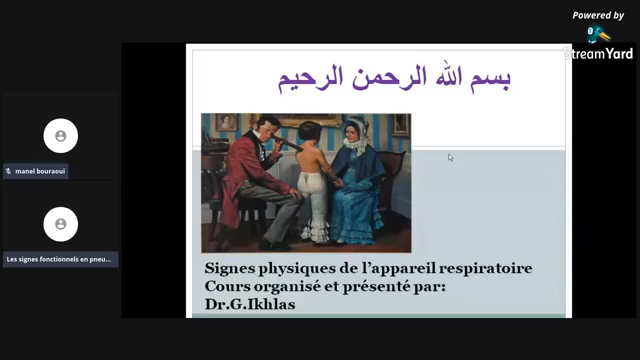 Powered by
StreamYard
بسم الله الرحمن الرحيم
manel bouraoui
Les signes fonctionnels en pneu...
Signes physiques de l'appareil respiratoire
Cours organisé et présenté par:
Dr.G.Ikhlas